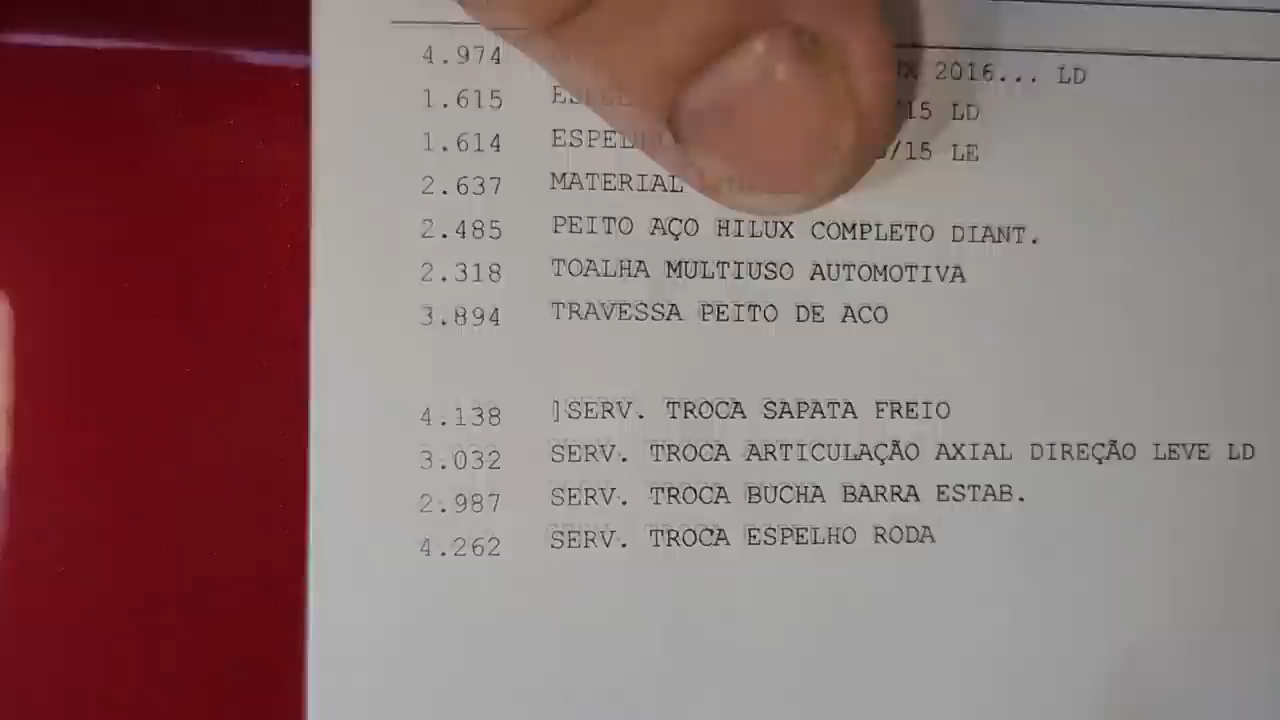 4.974 2016... LD
1.615 15 LD
1.614 /15 LE
2.637 MATERIAL
2.485 PEITO AÇO HILUX COMPLETO DIANT.
2.318 TOALHA MULTIUSO AUTOMOTIVA
3.894 TRAVESSA PEITO DE ACO
4.138 ]SERV. TROCA SAPATA FREIO
3.032 SERV. TROCA ARTICULAÇÃO AXIAL DIREÇÃO LEVE LD
2.987 SERV. TROCA BUCHA BARRA ESTAB.
4.262 SERV. TROCA ESPELHO RODA